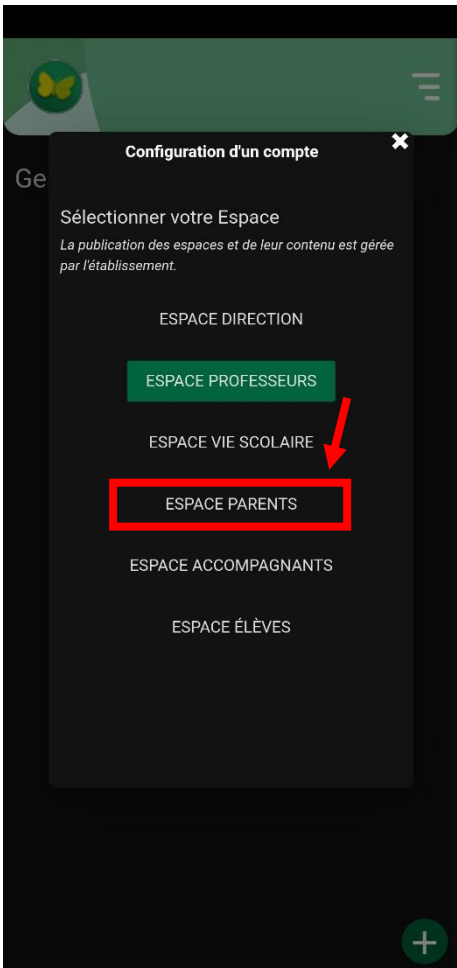 Configuration d'un compte
Ge
Sélectionner votre Espace
La publication des espaces et de leur contenu est gérée
par l'établissement.
ESPACE DIRECTION
ESPACE PROFESSEURS
ESPACE VIE SCOLAIRE
ESPACE PARENTS
ESPACE ACCOMPAGNANTS
ESPACE ÉLÈVES